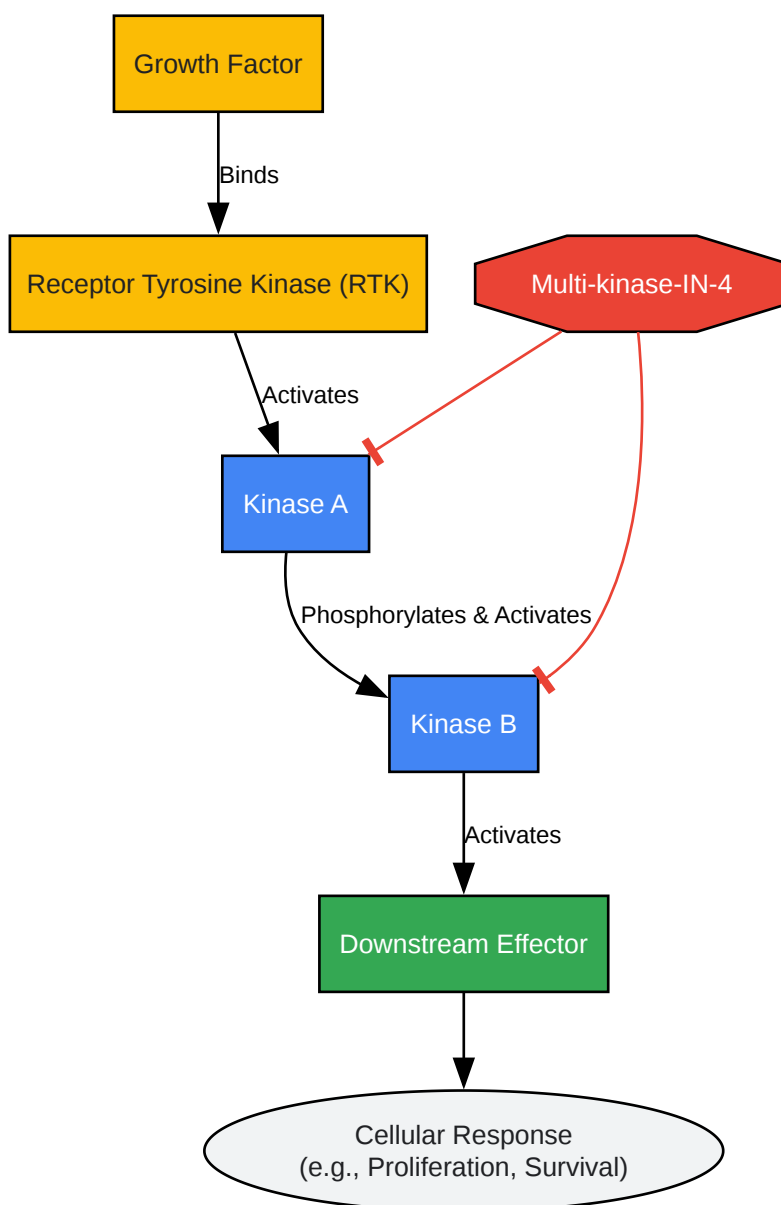 Growth Factor
Binds
Receptor Tyrosine Kinase (RTK)
Multi-kinase-IN-4
Activates
Kinase A
Phosphorylates & Activates
Kinase B
Activates
Downstream Effector
Cellular Response
(e.g., Proliferation, Survival)